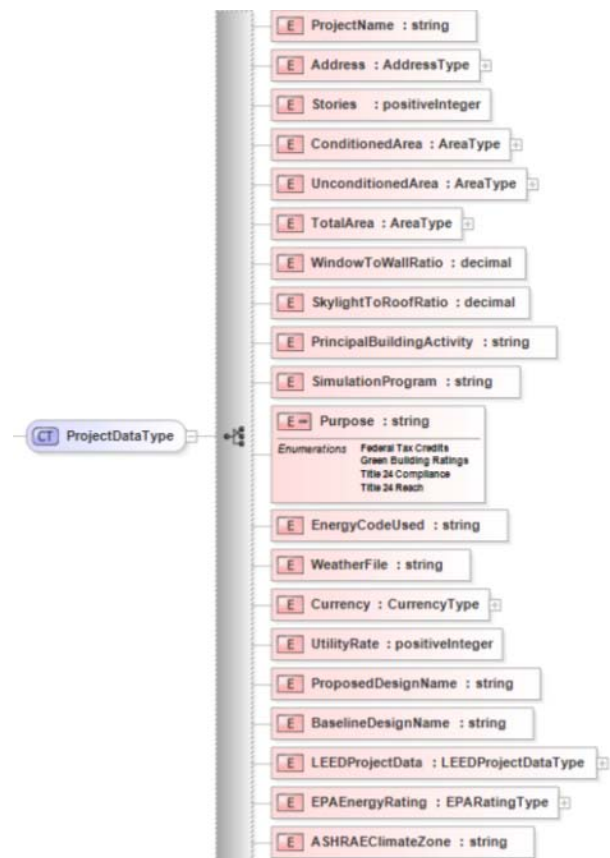 E ProjectName : string
E Address : AddressType
E Stories : positiveInteger
E ConditionedArea : AreaType
E UnconditionedArea : AreaType
E TotalArea : AreaType
E WindowToWallRatio : decimal
E SkylightToRoofRatio : decimal
E PrincipalBuildingActivity : string
E SimulationProgram : string
E Purpose : string
CT ProjectDataType
Enumerations Federal Tax Credits
Green Building Ratings
Title 24 Compliance
Title 24 Reach
E EnergyCodeUsed : string
E WeatherFile : string
E Currency : CurrencyType
E UtilityRate : positiveInteger
E ProposedDesignName : string
E BaselineDesignName : string
E LEEDProjectData : LEEDProjectDataType
E EPAEnergyRating : EPARatingType
E ASHRAEClimateZone : string